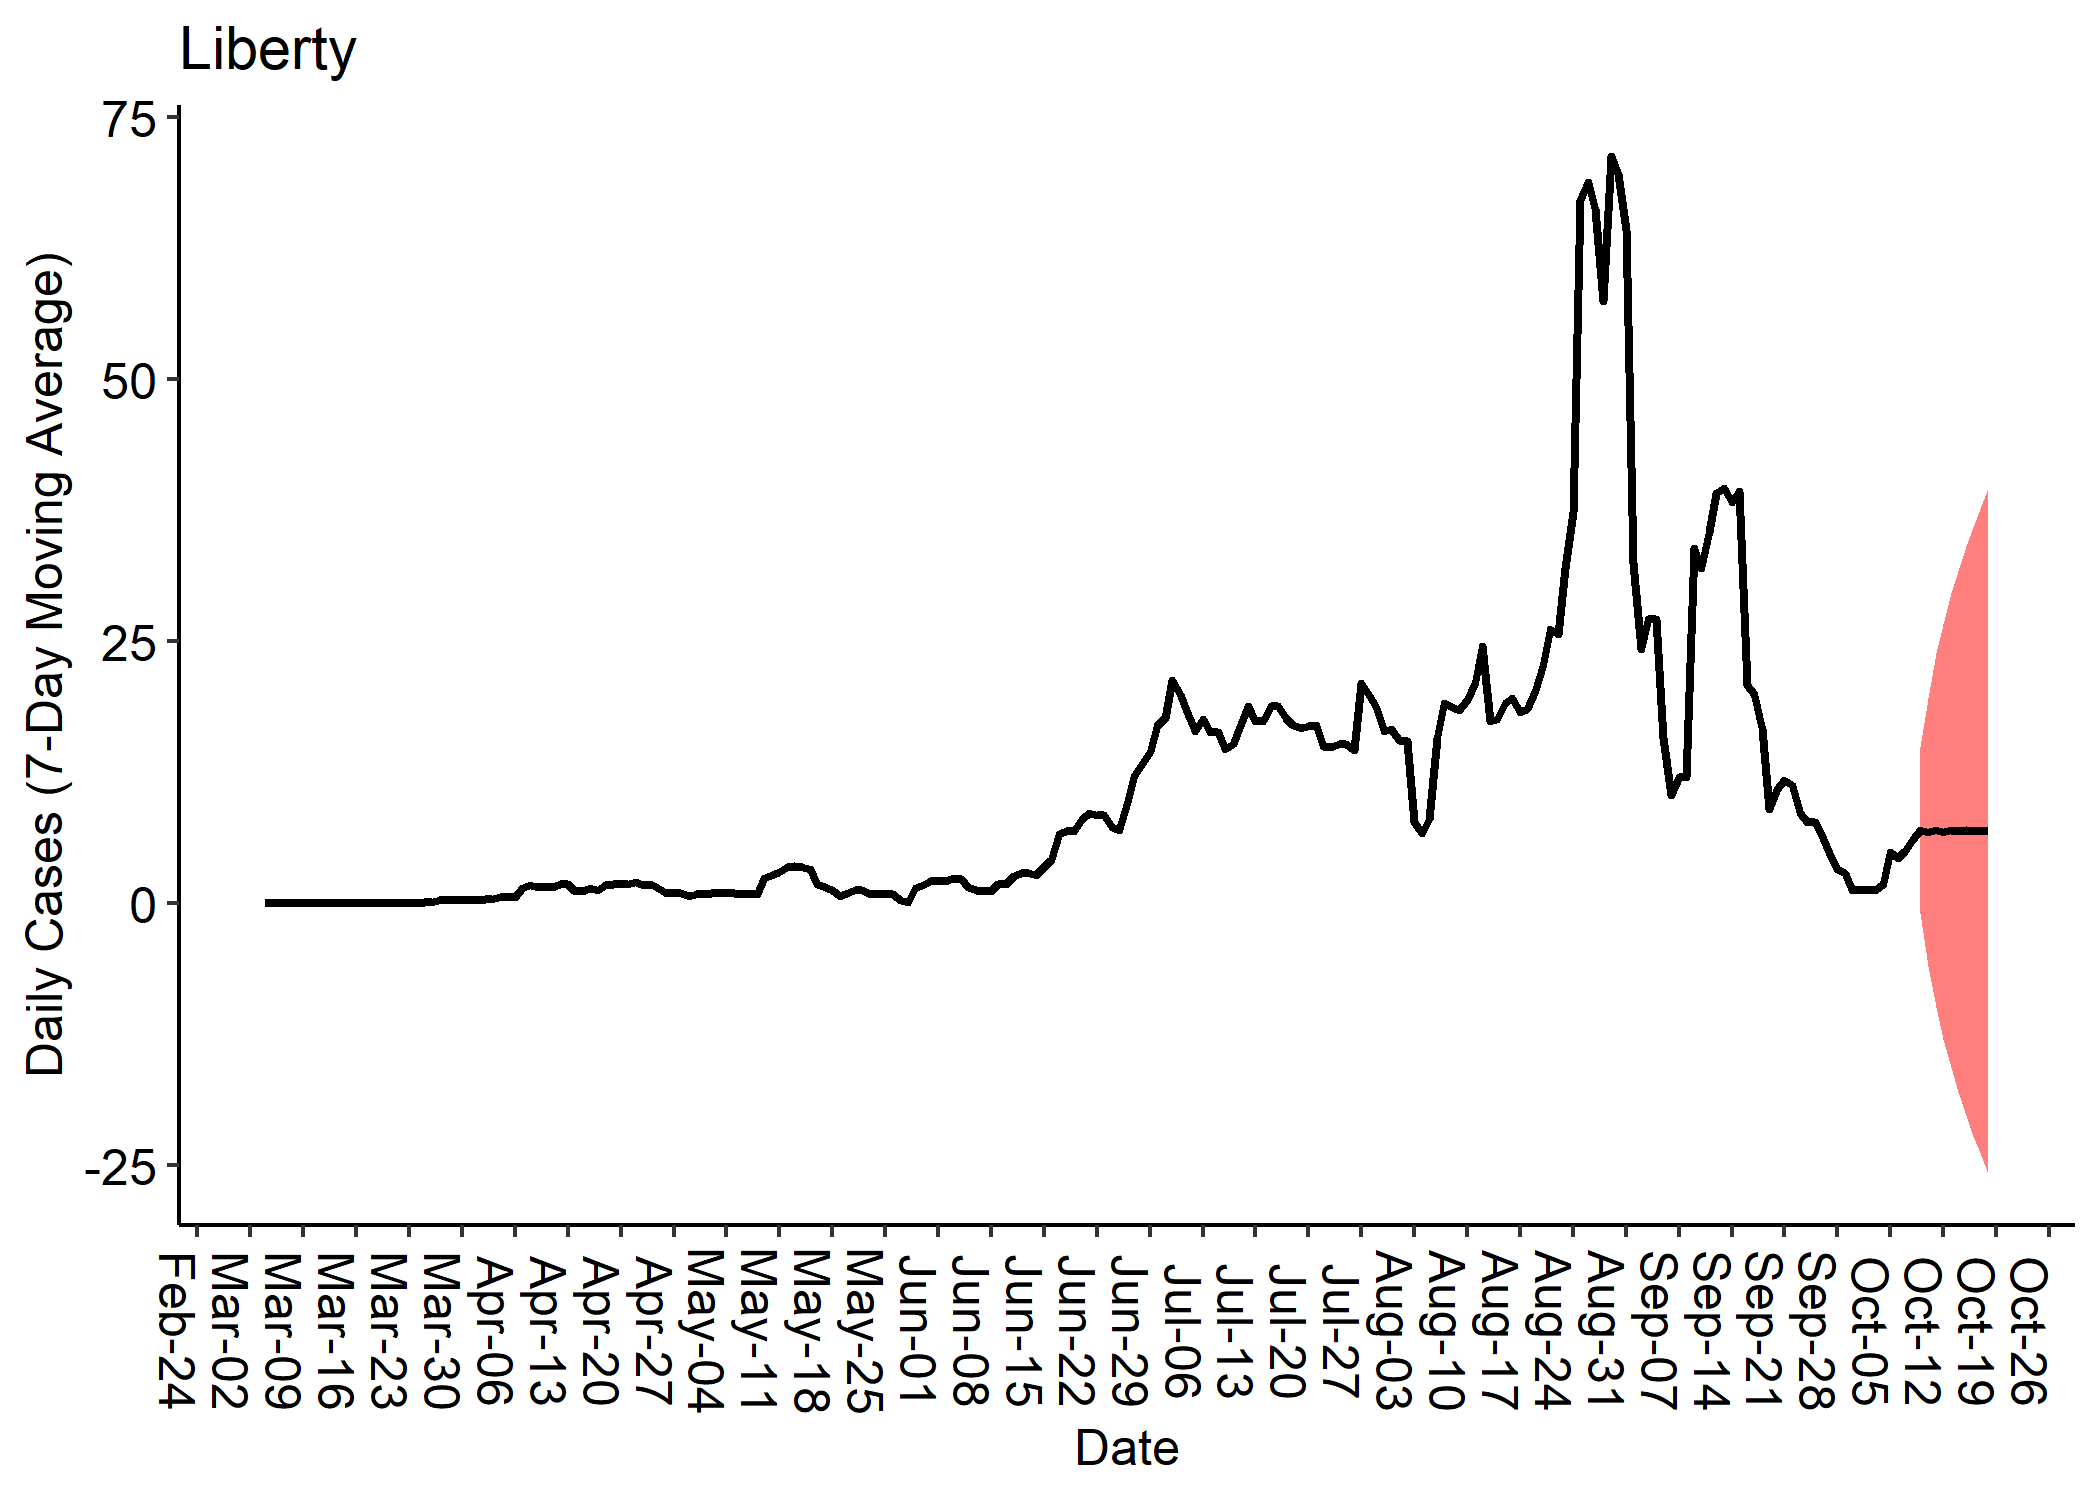 Liberty
75
50
25
0
-25
Daily Cases (7-Day Moving Average)
Feb-24
Mar-02
Mar-09
Mar-16
Mar-23
Mar-30
Apr-06
Apr-13
Apr-20
Apr-27
May-04
May-11
May-18
May-25
Jun-01
Jun-08
Jun-15
Jun-22
Jun-29
Jul-06
Jul-13
Jul-20
Jul-27
Aug-03
Aug-10
Aug-17
Aug-24
Aug-31
Sep-07
Sep-14
Sep-21
Sep-28
Oct-05
Oct-12
Oct-19
Oct-26
Date